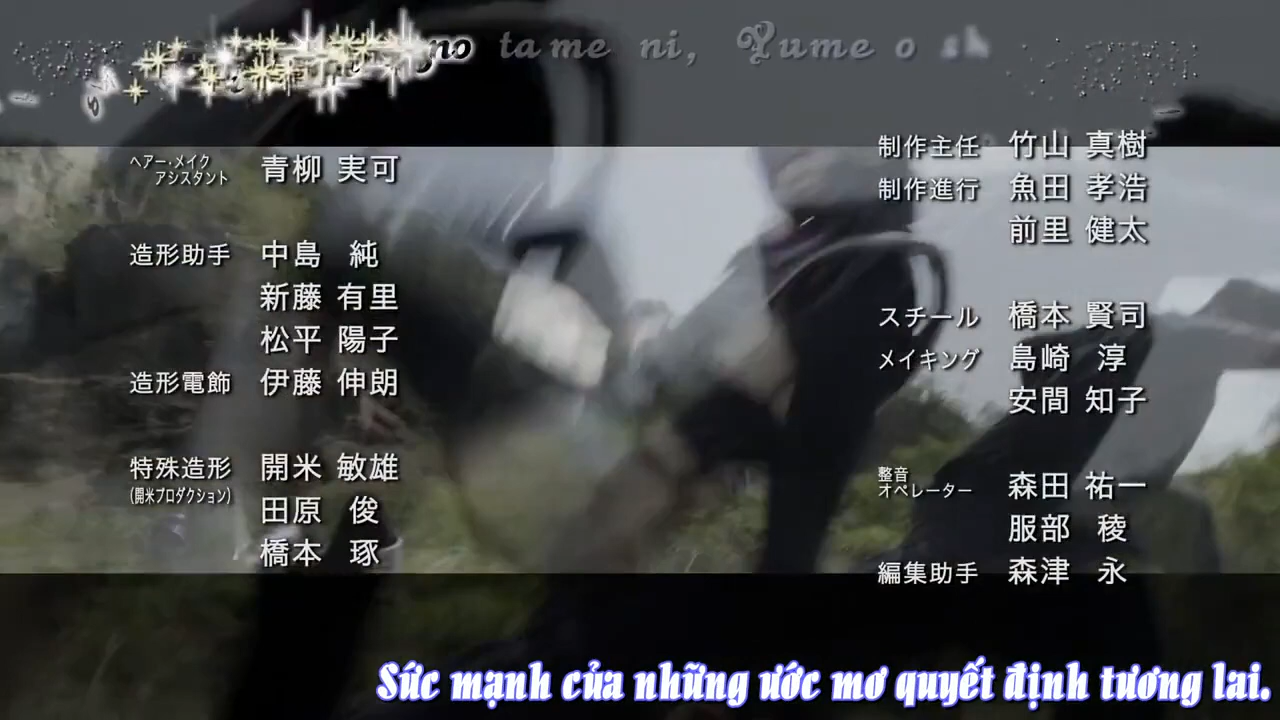 no ta me ni, Yume o sh
ヘアー・メイク
アシスタント
青柳 実可
造形助手 中島 純
新藤 有里
松平 陽子
造形電飾 伊藤 伸朗
特殊造形 開米 敏雄
(開米プロダクション)
田原 俊
橋本 琢
制作主任 竹山 真樹
制作進行 魚田 孝浩
前里 健太
スチール 橋本 賢司
メイキング 島崎 淳
安間 知子
整音
オペレーター
森田 祐一
服部 稜
編集助手 森津 永
Sức mạnh của những ước mơ quyết định tương lai.